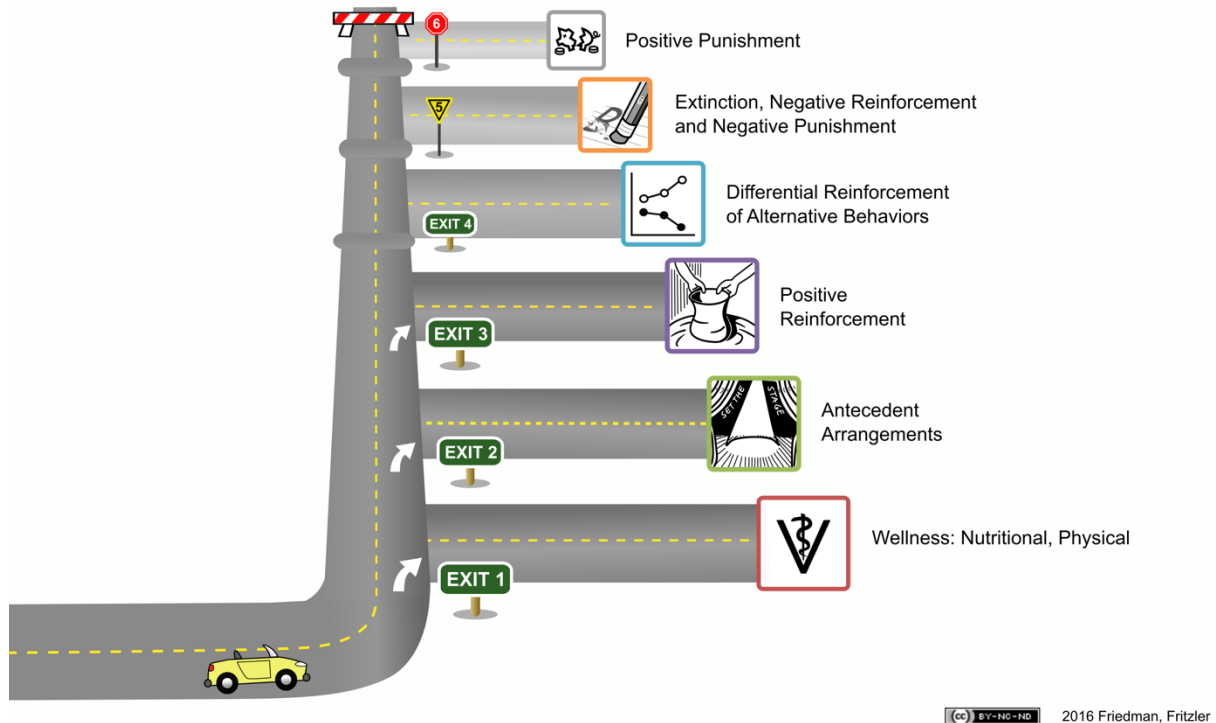 6
Positive Punishment
5
Extinction, Negative Reinforcement
and Negative Punishment
EXIT 4
Differential Reinforcement
of Alternative Behaviors
EXIT 3
Positive
Reinforcement
EXIT 2
SET THE
STAGE
Antecedent
Arrangements
EXIT 1
V
Wellness: Nutritional, Physical
cc BY-NC-ND
2016 Friedman, Fritzler